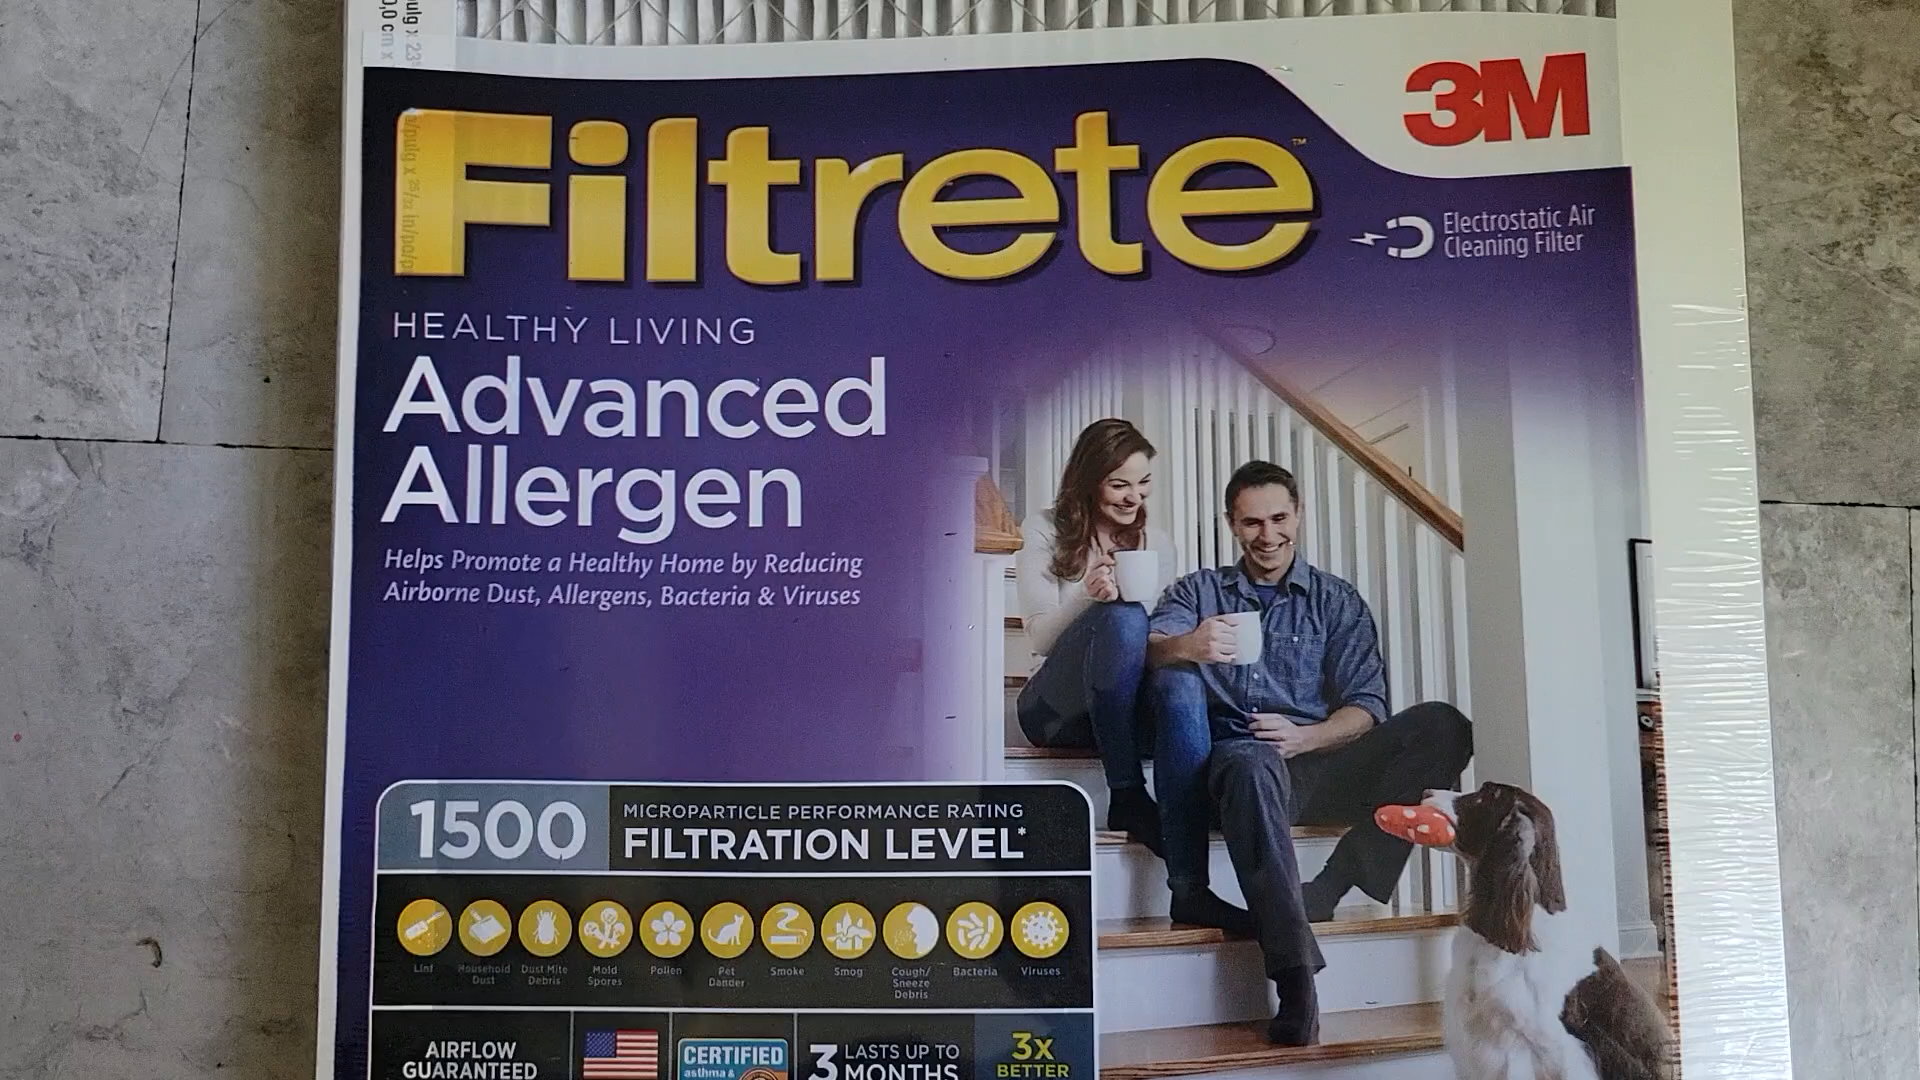 3M
Filtrete™
Electrostatic Air
Cleaning Filter
HEALTHY LIVING
Advanced
Allergen
Helps Promote a Healthy Home by Reducing
Airborne Dust, Allergens, Bacteria & Viruses
1500
MICROPARTICLE PERFORMANCE RATING
FILTRATION LEVEL*
Lint
Household
Dust
Dust Mite
Debris
Mold
Spores
Pollen
Pet
Dander
Smoke
Smog
Cough/
Sneeze
Debris
Bacteria
Viruses
AIRFLOW
GUARANTEED
CERTIFIED
asthma &
3 LASTS UP TO
MONTHS
3x
BETTER